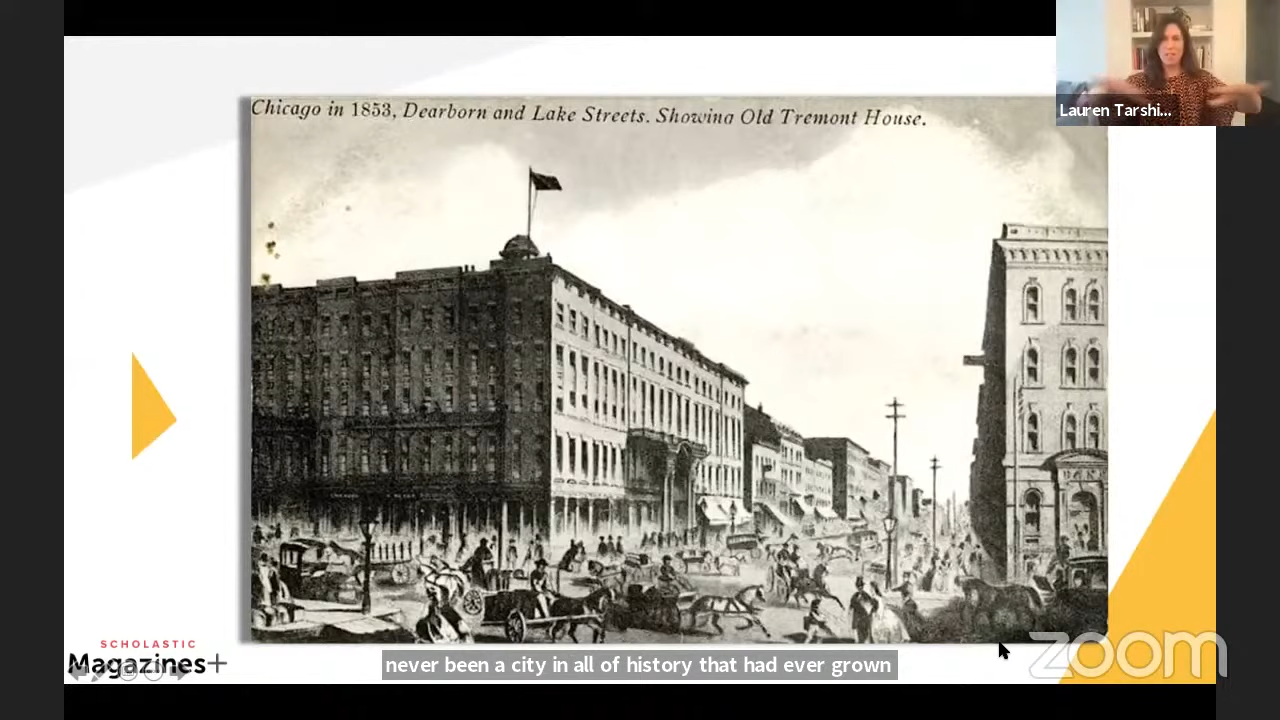 Lauren Tarshi...
Chicago in 1853, Dearborn and Lake Streets. Showing Old Tremont House.
BANK
SCHOLASTIC
Magazines+
never been a city in all of history that had ever grown
zoom